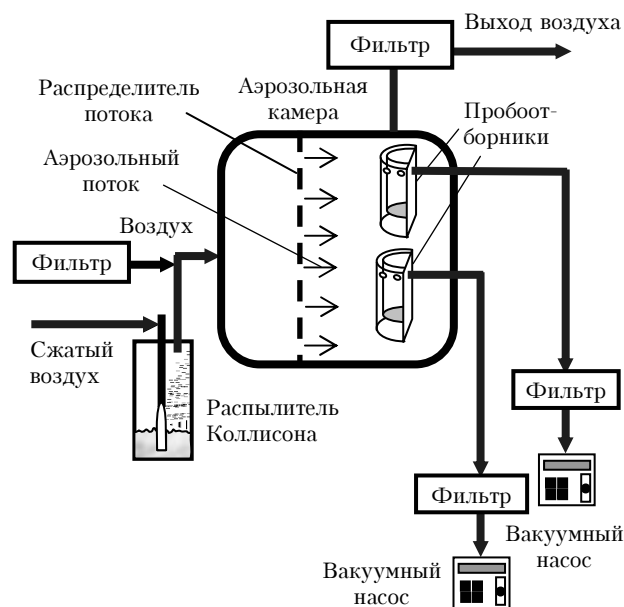 Фильтр
Выход воздуха
Распределитель
потока
Аэрозольная
камера
Пробоот-
борники
Аэрозольный
поток
Воздух
Фильтр
Сжатый
воздух
Распылитель
Коллисона
Фильтр
Фильтр
Вакуумный
насос
Вакуумный
насос